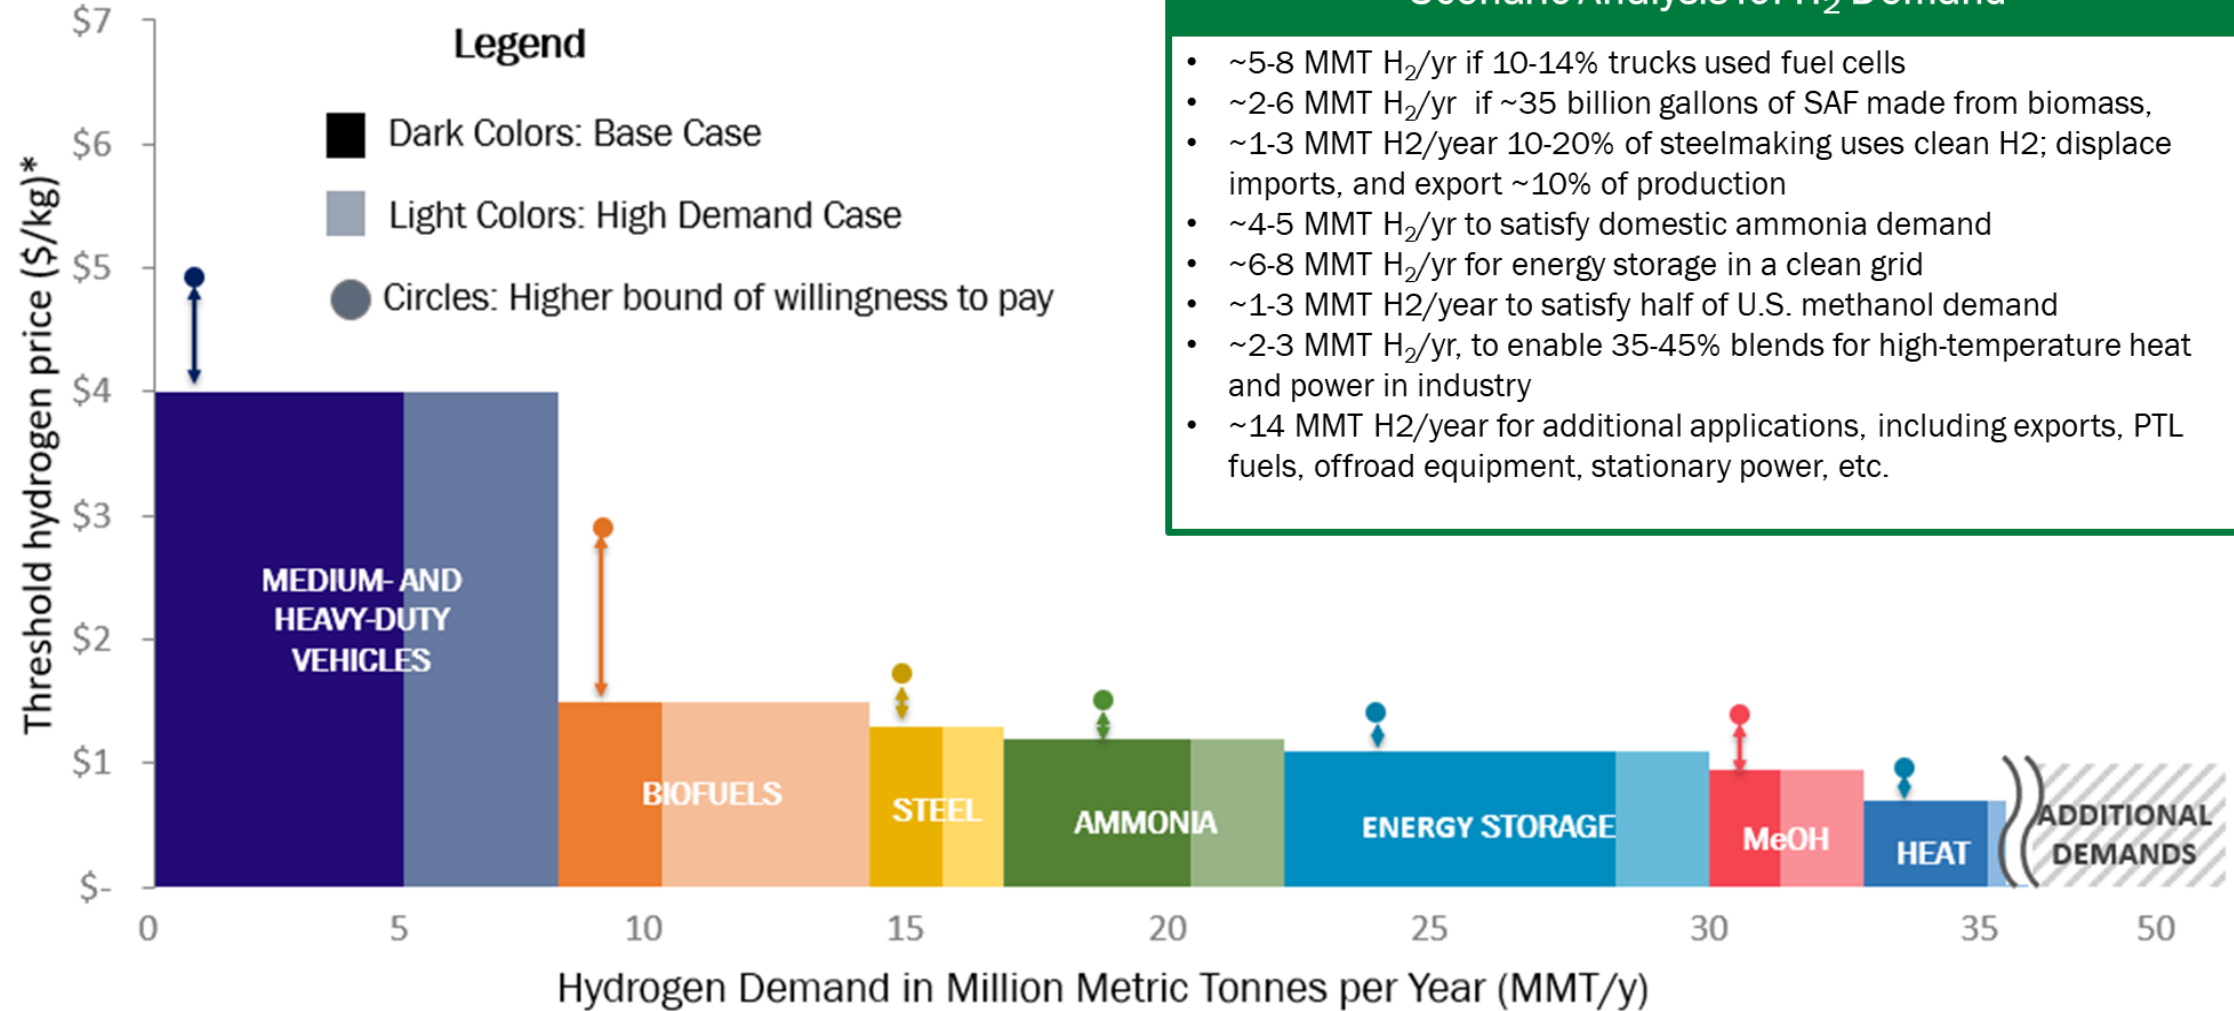 Scenario Analysis for H₂ Demand
• ~5-8 MMT H₂/yr if 10-14% trucks used fuel cells
• ~2-6 MMT H₂/yr if ~35 billion gallons of SAF made from biomass,
• ~1-3 MMT H2/year 10-20% of steelmaking uses clean H2; displace
imports, and export ~10% of production
• ~4-5 MMT H₂/yr to satisfy domestic ammonia demand
• ~6-8 MMT H₂/yr for energy storage in a clean grid
• ~1-3 MMT H2/year to satisfy half of U.S. methanol demand
• ~2-3 MMT H₂/yr, to enable 35-45% blends for high-temperature heat
and power in industry
• ~14 MMT H2/year for additional applications, including exports, PTL
fuels, offroad equipment, stationary power, etc.
Legend
Dark Colors: Base Case
Light Colors: High Demand Case
Circles: Higher bound of willingness to pay
Threshold hydrogen price ($/kg)*
$7
$6
$5
$4
$3
$2
$1
$-
MEDIUM- AND
HEAVY-DUTY
VEHICLES
BIOFUELS
STEEL
AMMONIA
ENERGY STORAGE
MeOH
HEAT
ADDITIONAL
DEMANDS
0 5 10 15 20 25 30 35 50
Hydrogen Demand in Million Metric Tonnes per Year (MMT/y)